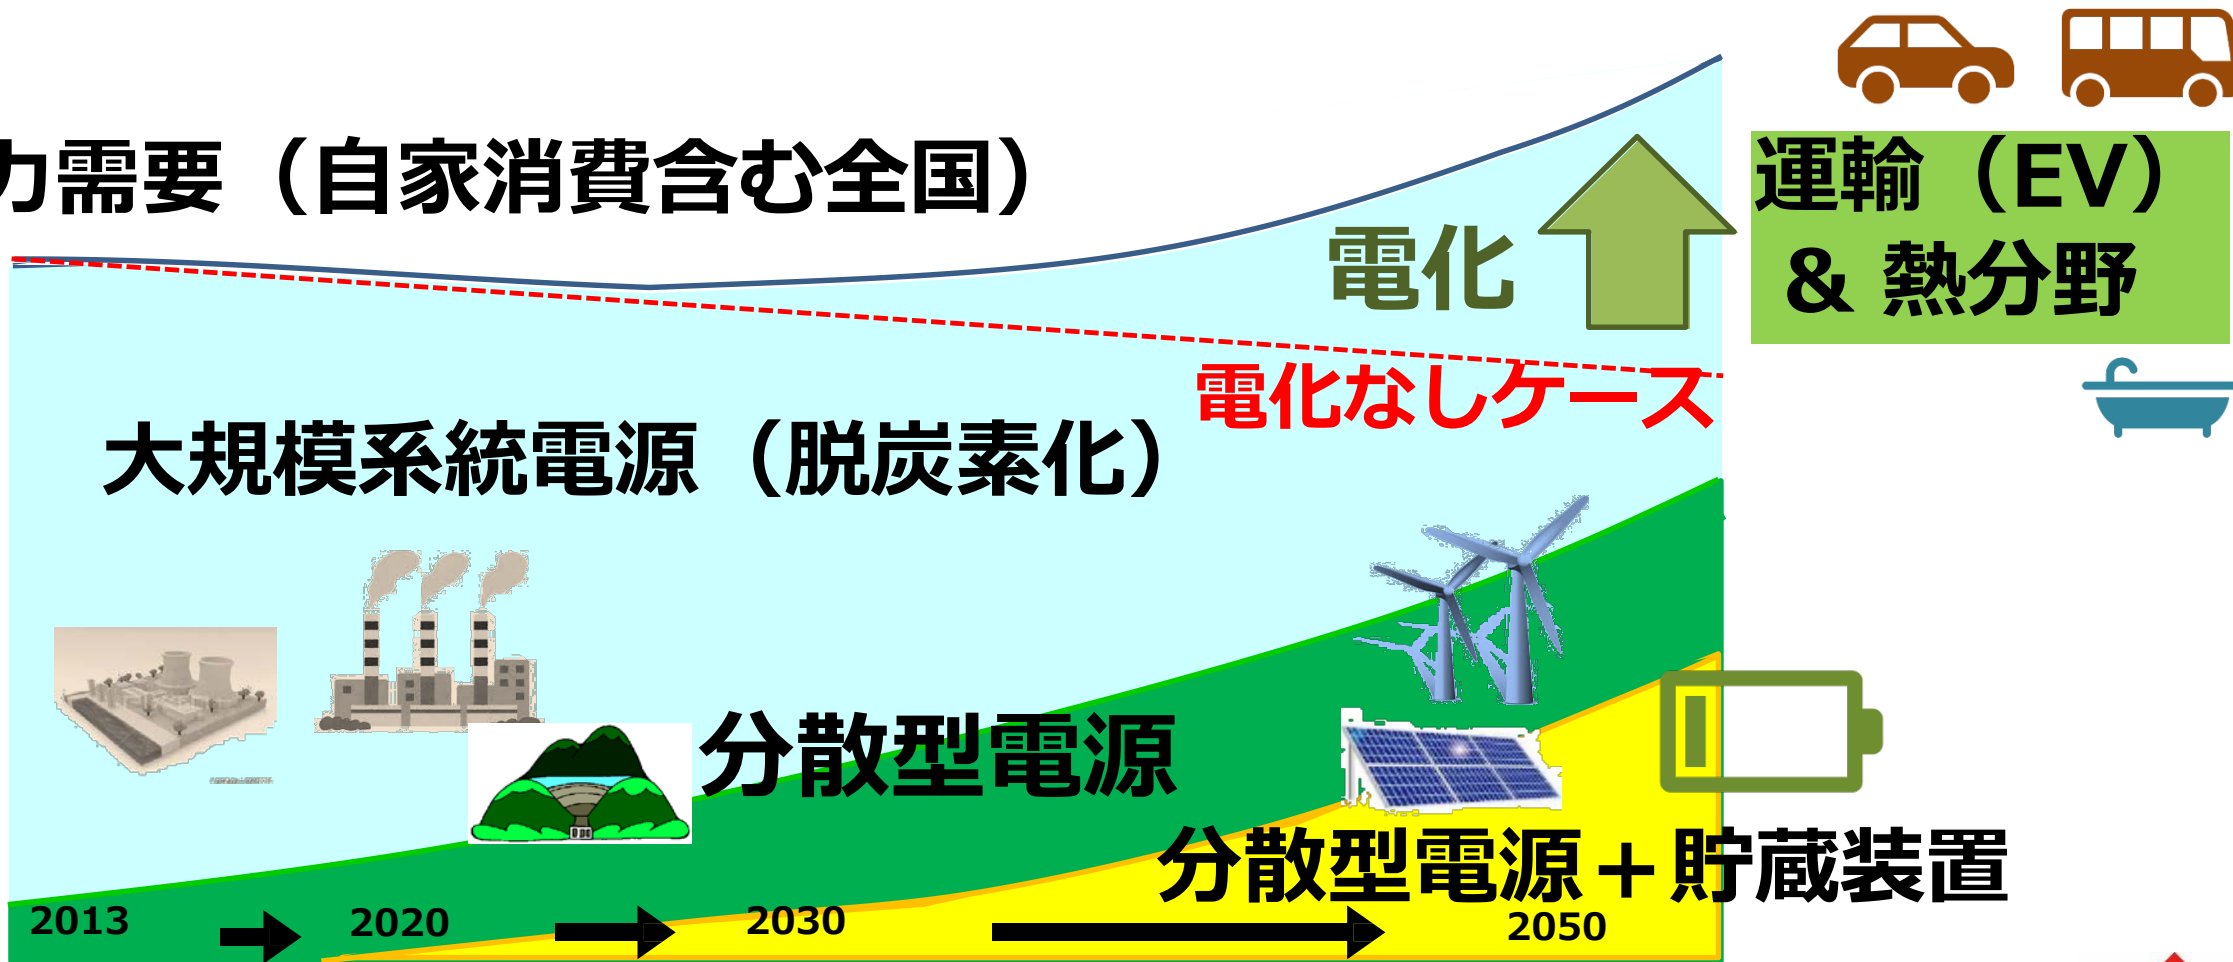 力需要（自家消費含む全国）
運輸（EV）
& 熱分野
電化
電化なしケース
大規模系統電源（脱炭素化）
分散型電源
分散型電源＋貯蔵装置
2013
2020
2030
2050